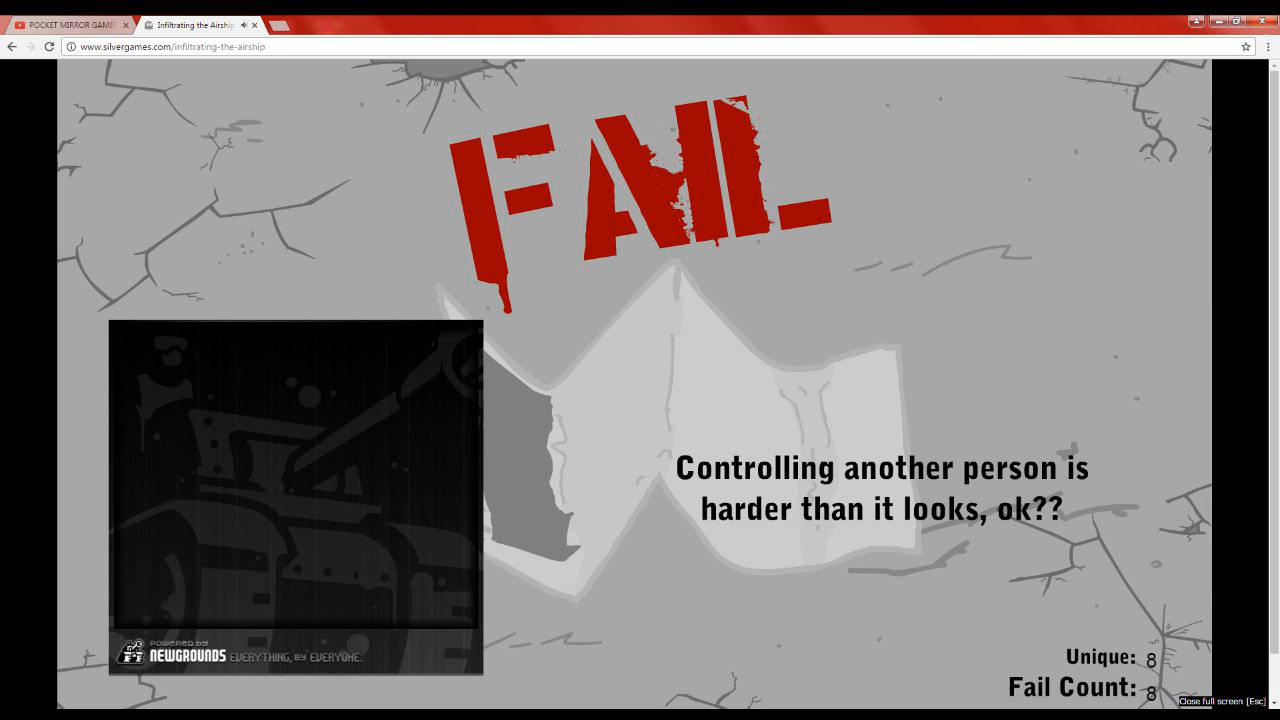 POCKET MIRROR GAME
Infiltrating the Airship
www.silvergames.com/infiltrating-the-airship
FAIL
Controlling another person is
harder than it looks, ok??
POWERED BY
NEWGROUNDS EVERYTHING, BY EVERYONE.
Unique: 8
Fail Count: 8
Close full screen [Esc]